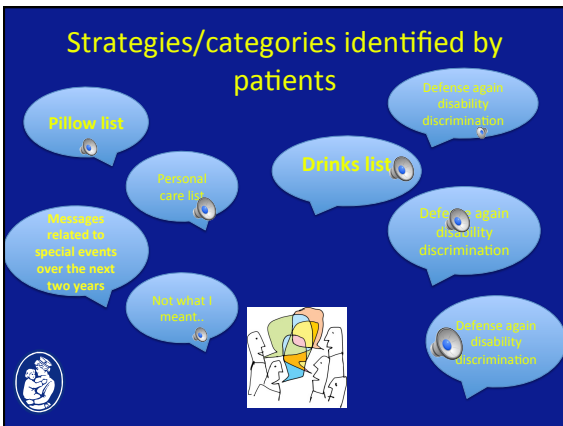 Strategies/categories identified by
patients
Pillow list
Personal
care list
Messages
related to
special events
over the next
two years
Not what I
meant..
Drinks list
Defense again
disability
discrimination
Defense again
disability
discrimination
Defense again
disability
discrimination